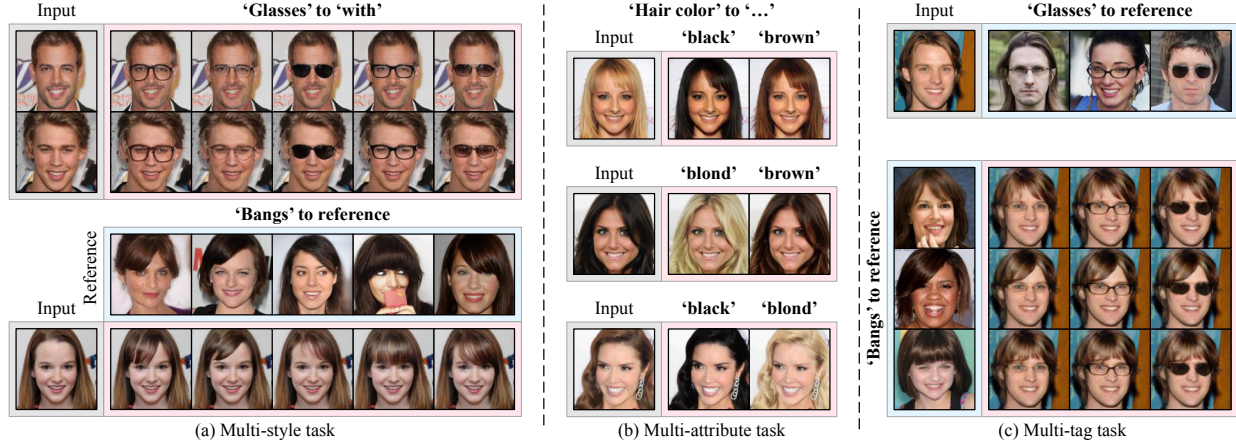 Input
'Glasses' to 'with'
'Bangs' to reference
Reference
Input
(a) Multi-style task
'Hair color' to '...'
Input
'black'
'brown'
Input
'blond'
'brown'
Input
'black'
'blond'
(b) Multi-attribute task
Input
'Glasses' to reference
'Bangs' to reference
(c) Multi-tag task